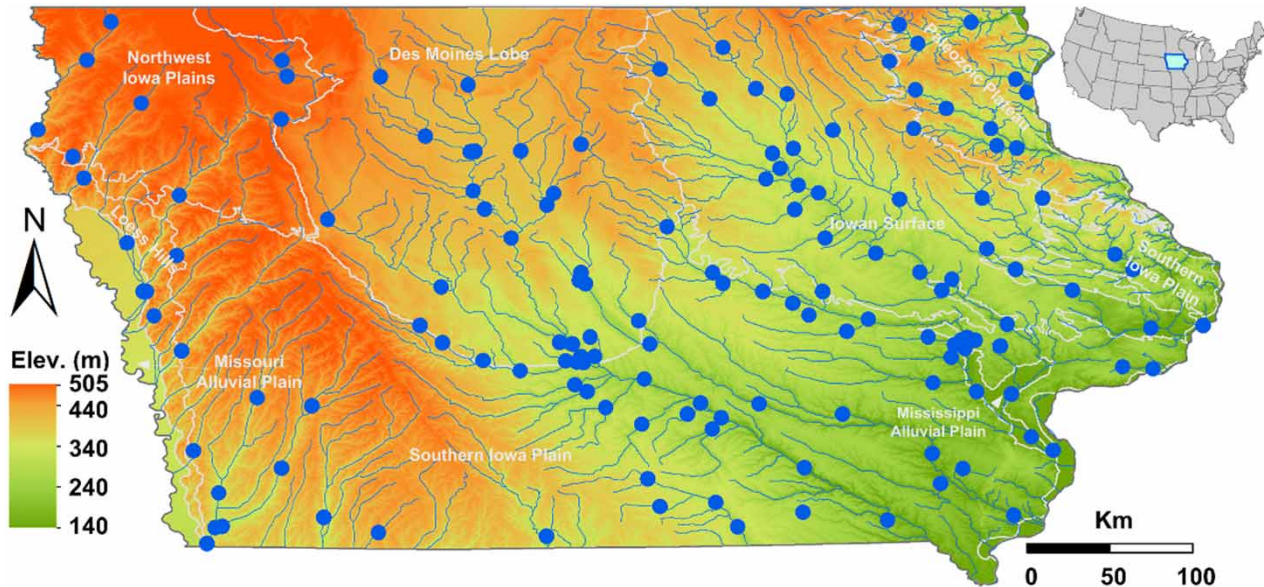 Northwest
Iowa Plains
Des Moines Lobe
Paleozoic Plateau
Loess Hills
Iowan Surface
Southern
Iowa Plain
N
Elev. (m)
505
440
340
240
140
Missouri
Alluvial Plain
Southern Iowa Plain
Mississippi
Alluvial Plain
Km
0 50 100